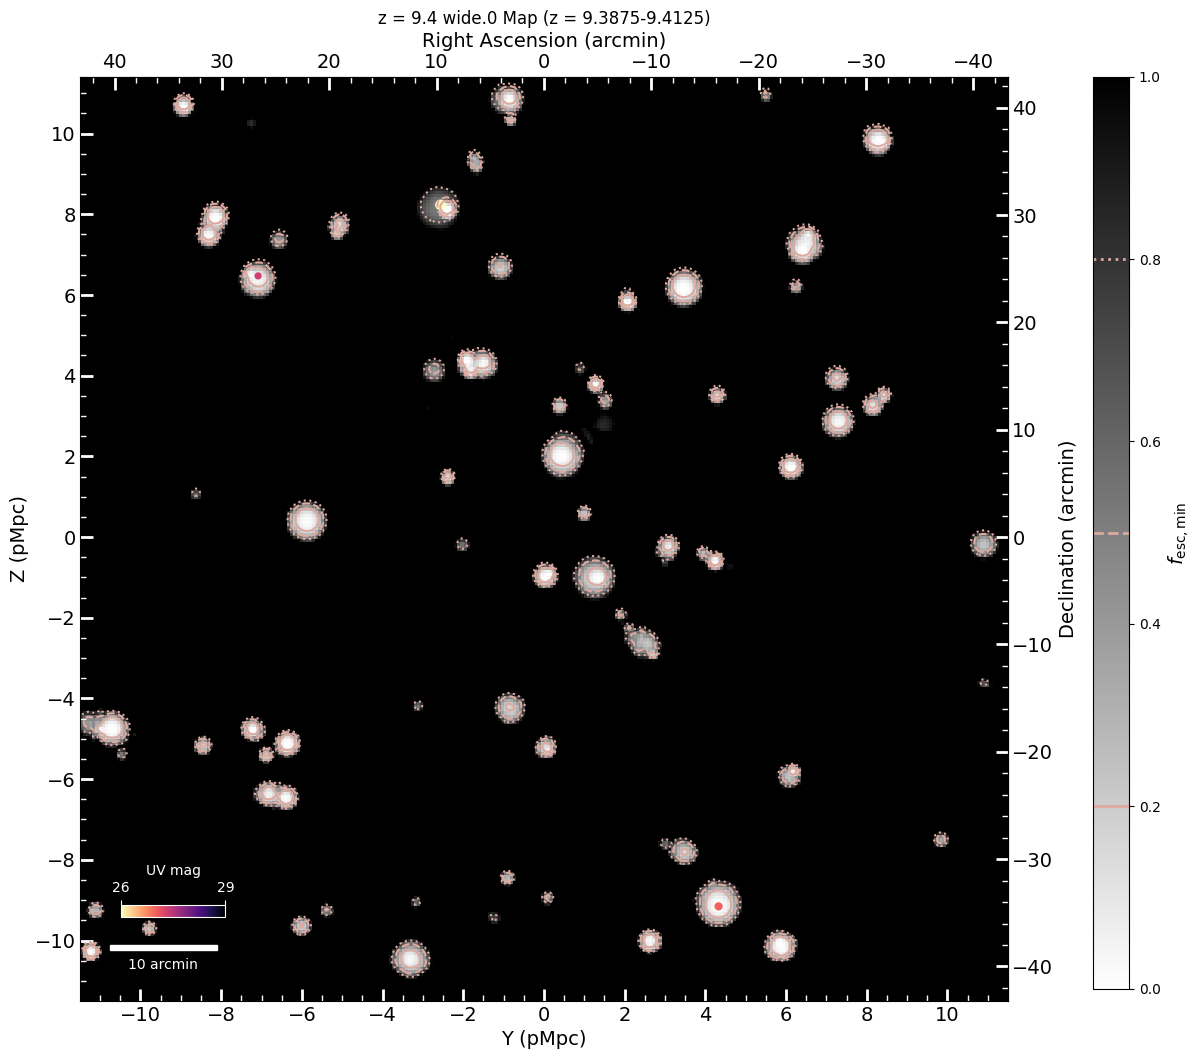 z = 9.4 wide.0 Map (z = 9.3875-9.4125)
Right Ascension (arcmin)
40 30 20 10 0 −10 −20 −30 −40
10
8
6
4
2
0
−2
−4
−6
−8
−10
Z (pMpc)
−10 −8 −6 −4 −2 0 2 4 6 8 10
Y (pMpc)
40
30
20
10
0
−10
−20
−30
−40
Declination (arcmin)
UV mag
26 29
10 arcmin
1.0
0.8
0.6
0.4
0.2
0.0
fesc,min